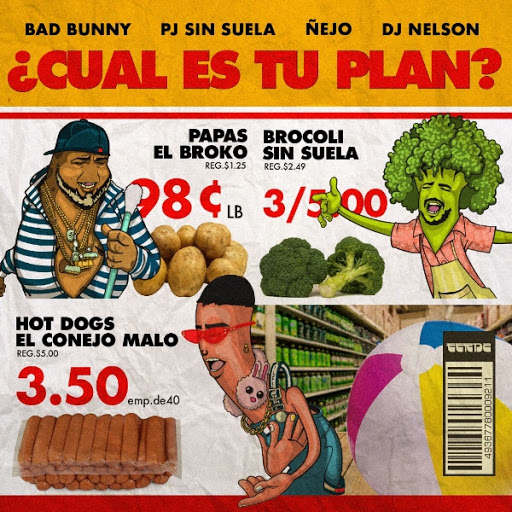 BAD BUNNY PJ SIN SUELA ÑEJO DJ NELSON
¿CUAL ES TU PLAN?
PAPAS
EL BROKO
REG.$1.25
98¢ LB
BROCOLI
SIN SUELA
REG.$2.49
3/5.00
HOT DOGS
EL CONEJO MALO
REG.$5.00
3.50 emp.de40
49367780009211